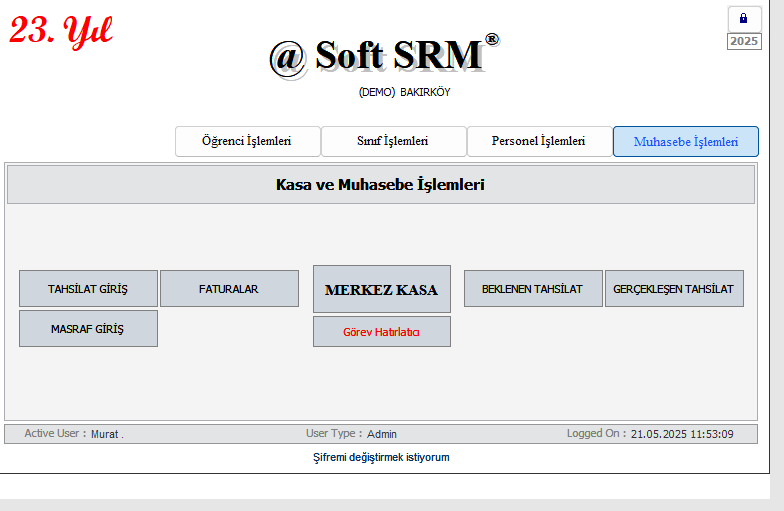 23. Yıl
2025
@ Soft SRM®
(DEMO) BAKIRKÖY
Öğrenci İşlemleri
Sınıf İşlemleri
Personel İşlemleri
Muhasebe İşlemleri
Kasa ve Muhasebe İşlemleri
TAHSİLAT GİRİŞ
FATURALAR
MERKEZ KASA
BEKLENEN TAHSİLAT
GERÇEKLEŞEN TAHSİLAT
MASRAF GİRİŞ
Görev Hatırlatıcı
Active User : Murat .
User Type : Admin
Logged On : 21.05.2025 11:53:09
Şifremi değiştirmek istiyorum